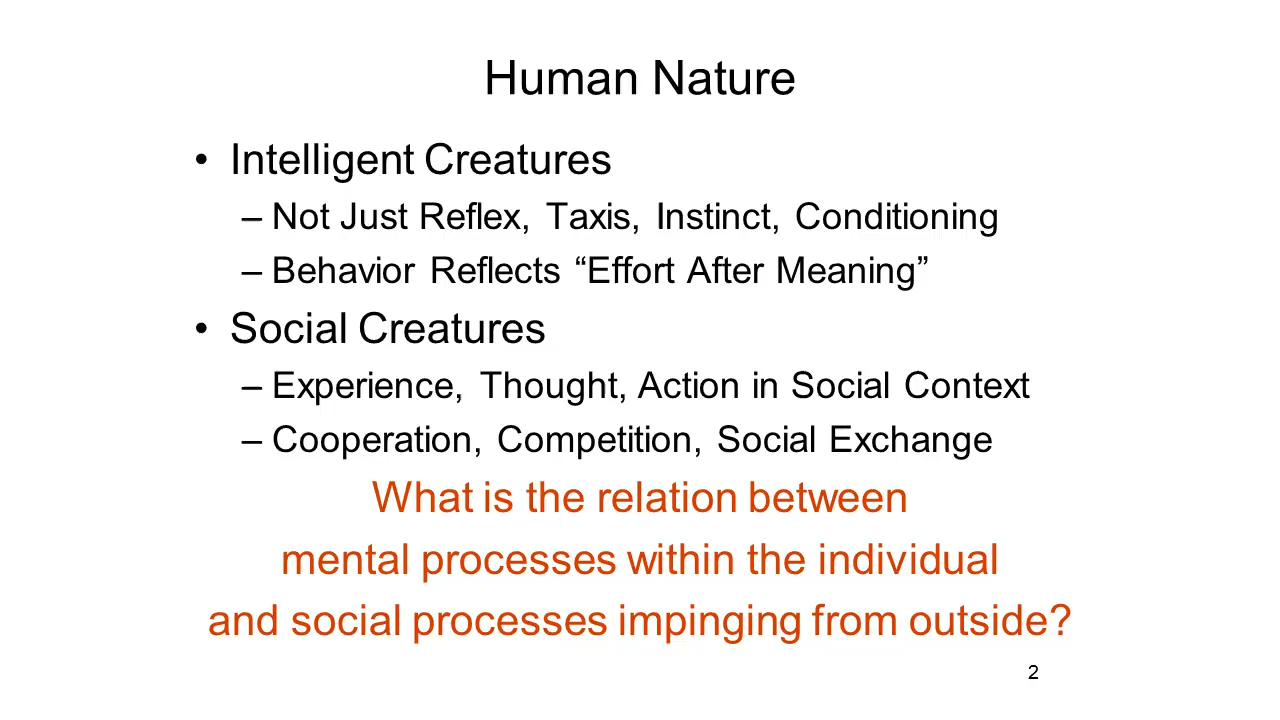 Human Nature
• Intelligent Creatures
– Not Just Reflex, Taxis, Instinct, Conditioning
– Behavior Reflects “Effort After Meaning”
• Social Creatures
– Experience, Thought, Action in Social Context
– Cooperation, Competition, Social Exchange
What is the relation between
mental processes within the individual
and social processes impinging from outside?
2